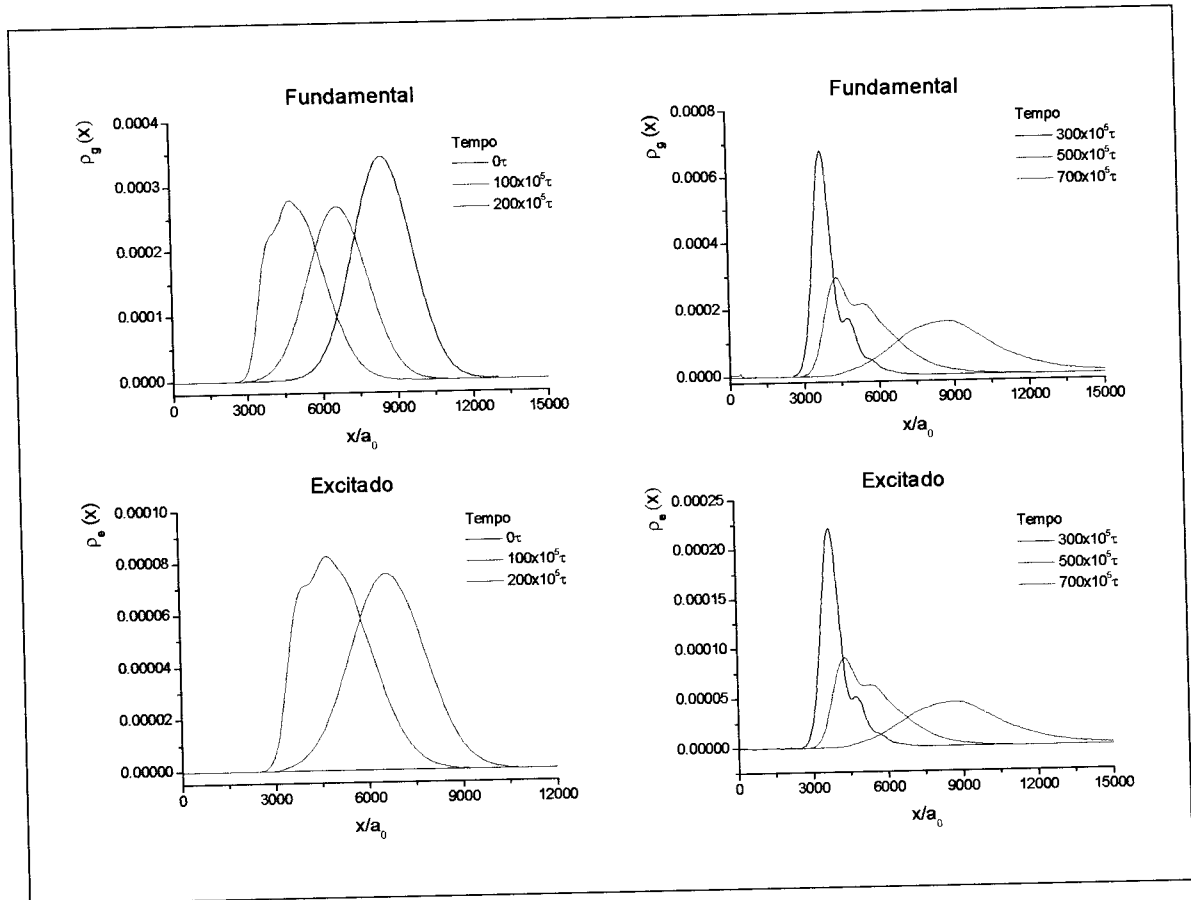 Fundamental
ρg (x)
0.0004
0.0003
0.0002
0.0001
0.0000
0
3000
6000
9000
12000
15000
x/a0
Tempo
0τ
100x10⁵τ
200x10⁵τ
Fundamental
ρg (x)
0.0008
0.0006
0.0004
0.0002
0.0000
0
3000
6000
9000
12000
15000
x/a0
Tempo
300x10⁵τ
500x10⁵τ
700x10⁵τ
Excitado
ρe (x)
0.00010
0.00008
0.00006
0.00004
0.00002
0.00000
0
3000
6000
9000
12000
x/a0
Tempo
0τ
100x10⁵τ
200x10⁵τ
Excitado
ρe (x)
0.00025
0.00020
0.00015
0.00010
0.00005
0.00000
0
3000
6000
9000
12000
15000
x/a0
Tempo
300x10⁵τ
500x10⁵τ
700x10⁵τ